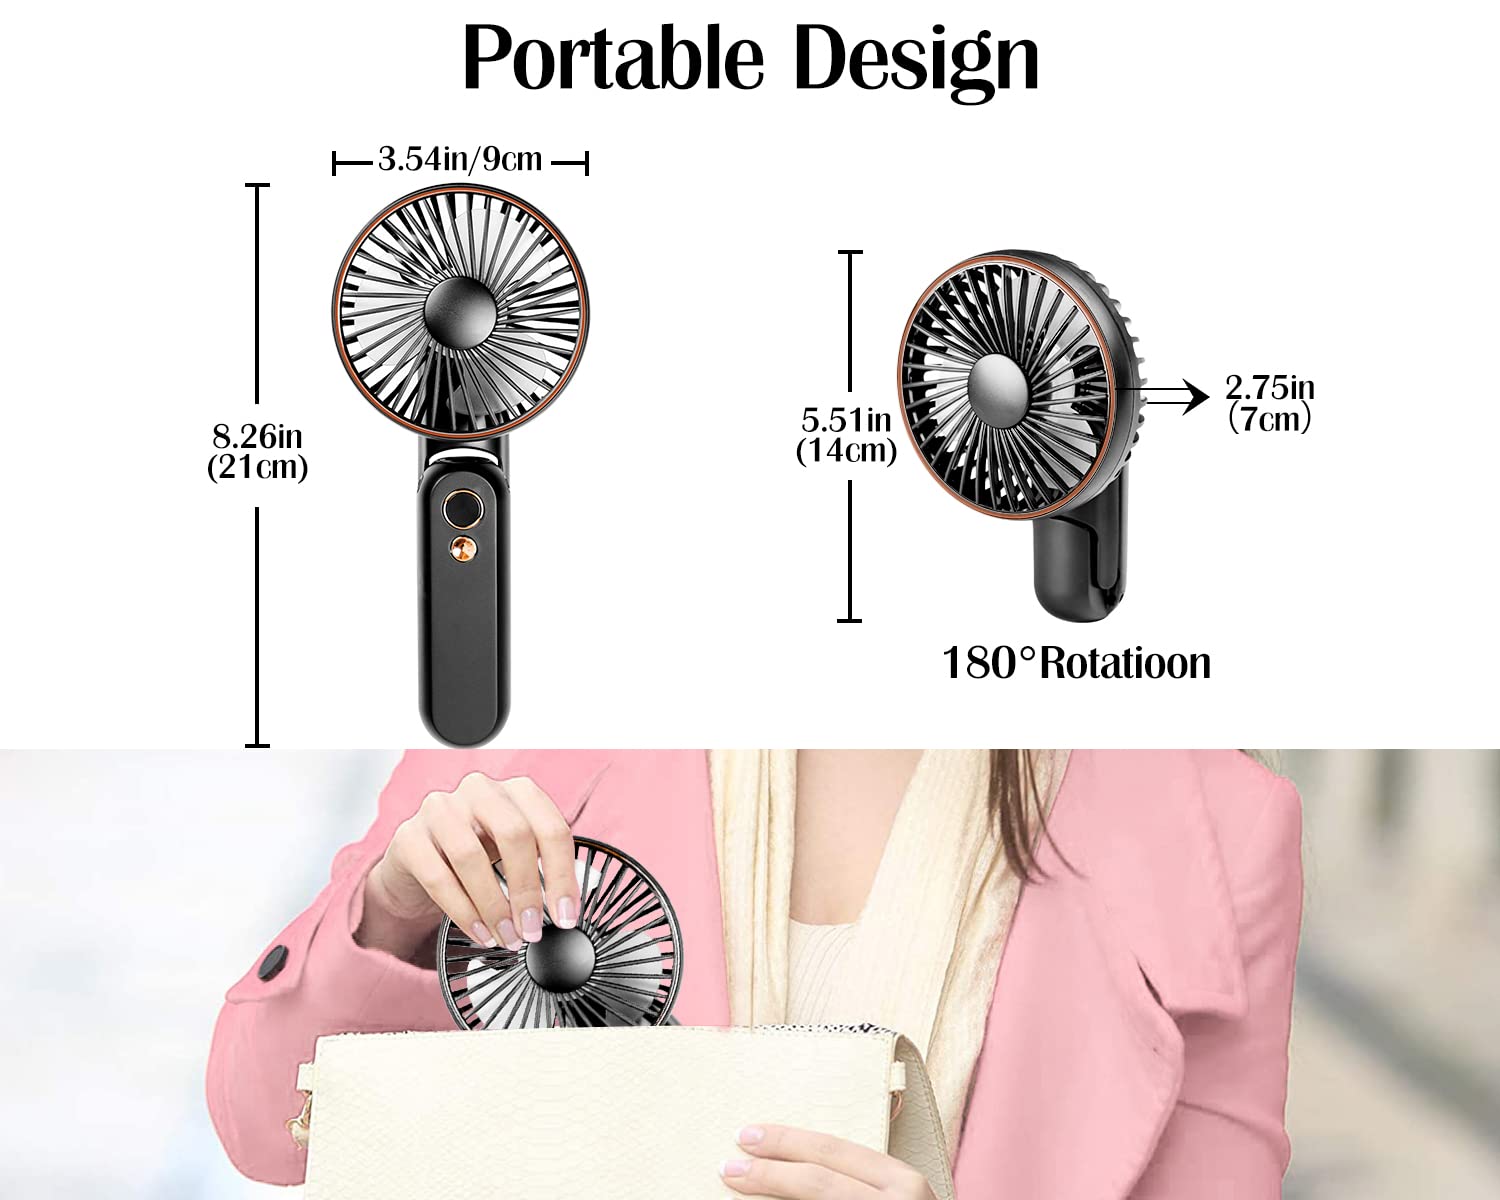 Portable Design
3.54in/9cm
8.26in
(21cm)
5.51in
(14cm)
2.75in
(7cm)
180°Rotatioon